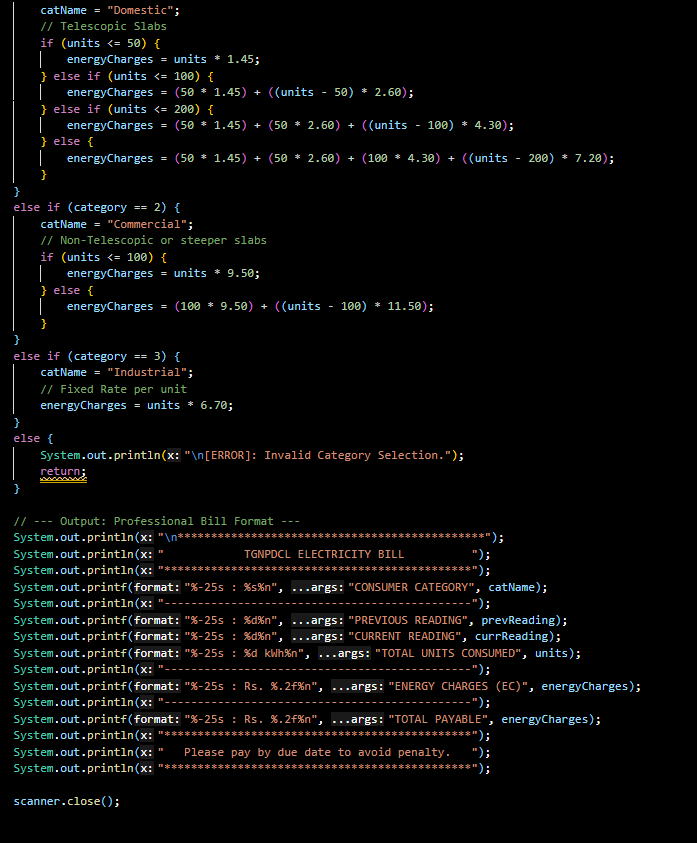 catName = "Domestic";
// Telescopic Slabs
if (units <= 50) {
energyCharges = units * 1.45;
} else if (units <= 100) {
energyCharges = (50 * 1.45) + ((units - 50) * 2.60);
} else if (units <= 200) {
energyCharges = (50 * 1.45) + (50 * 2.60) + ((units - 100) * 4.30);
} else {
energyCharges = (50 * 1.45) + (50 * 2.60) + (100 * 4.30) + ((units - 200) * 7.20);
}
}
else if (category == 2) {
catName = "Commercial";
// Non-Telescopic or steeper slabs
if (units <= 100) {
energyCharges = units * 9.50;
} else {
energyCharges = (100 * 9.50) + ((units - 100) * 11.50);
}
}
else if (category == 3) {
catName = "Industrial";
// Fixed Rate per unit
energyCharges = units * 6.70;
}
else {
System.out.println(x: "\n[ERROR]: Invalid Category Selection.");
return;
}
// --- Output: Professional Bill Format ---
System.out.println(x: "\n**********************************************");
System.out.println(x: "            TGNPDCL ELECTRICITY BILL          ");
System.out.println(x: "**********************************************");
System.out.printf(format: "%-25s : %s%n", ...args: "CONSUMER CATEGORY", catName);
System.out.println(x: "----------------------------------------------");
System.out.printf(format: "%-25s : %d%n", ...args: "PREVIOUS READING", prevReading);
System.out.printf(format: "%-25s : %d%n", ...args: "CURRENT READING", currReading);
System.out.printf(format: "%-25s : %d kWh%n", ...args: "TOTAL UNITS CONSUMED", units);
System.out.println(x: "----------------------------------------------");
System.out.printf(format: "%-25s : Rs. %.2f%n", ...args: "ENERGY CHARGES (EC)", energyCharges);
System.out.println(x: "----------------------------------------------");
System.out.printf(format: "%-25s : Rs. %.2f%n", ...args: "TOTAL PAYABLE", energyCharges);
System.out.println(x: "**********************************************");
System.out.println(x: "   Please pay by due date to avoid penalty.   ");
System.out.println(x: "**********************************************");
scanner.close();